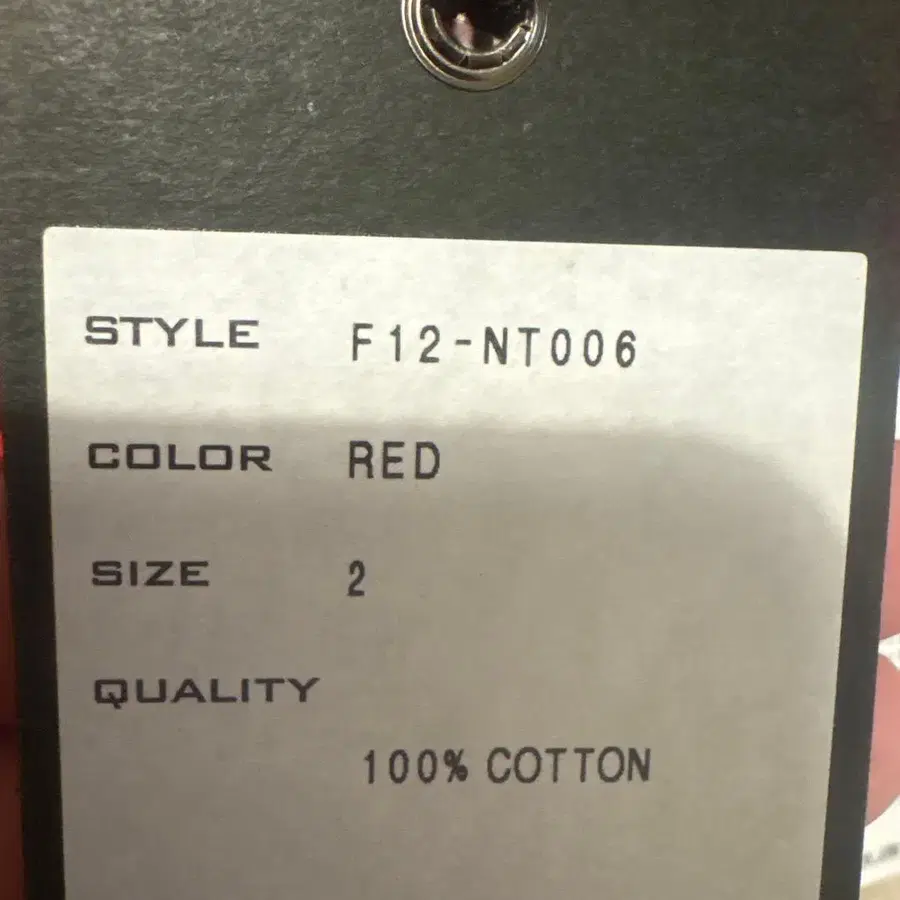 STYLE F12-NT006
COLOR RED
SIZE 2
QUALITY
100% COTTON